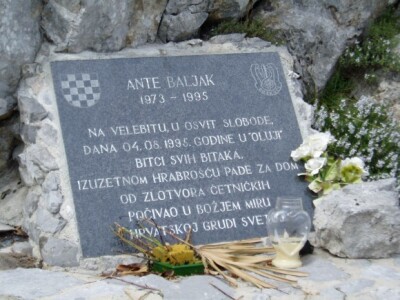 ANTE BALJAK
1973 - 1995
NA VELEBITU, U OSVIT SLOBODE,
DANA 04.08.1995. GODINE U "OLUJI"
BITCI SVIH BITAKA.
IZUZETNOM HRABROŠĆU PADE ZA DOM
OD ZLOTVORA ČETNIČKIH
POČIVAO U BOŽJEM MIRU
HRVATSKOJ GRUDI SVETOJ